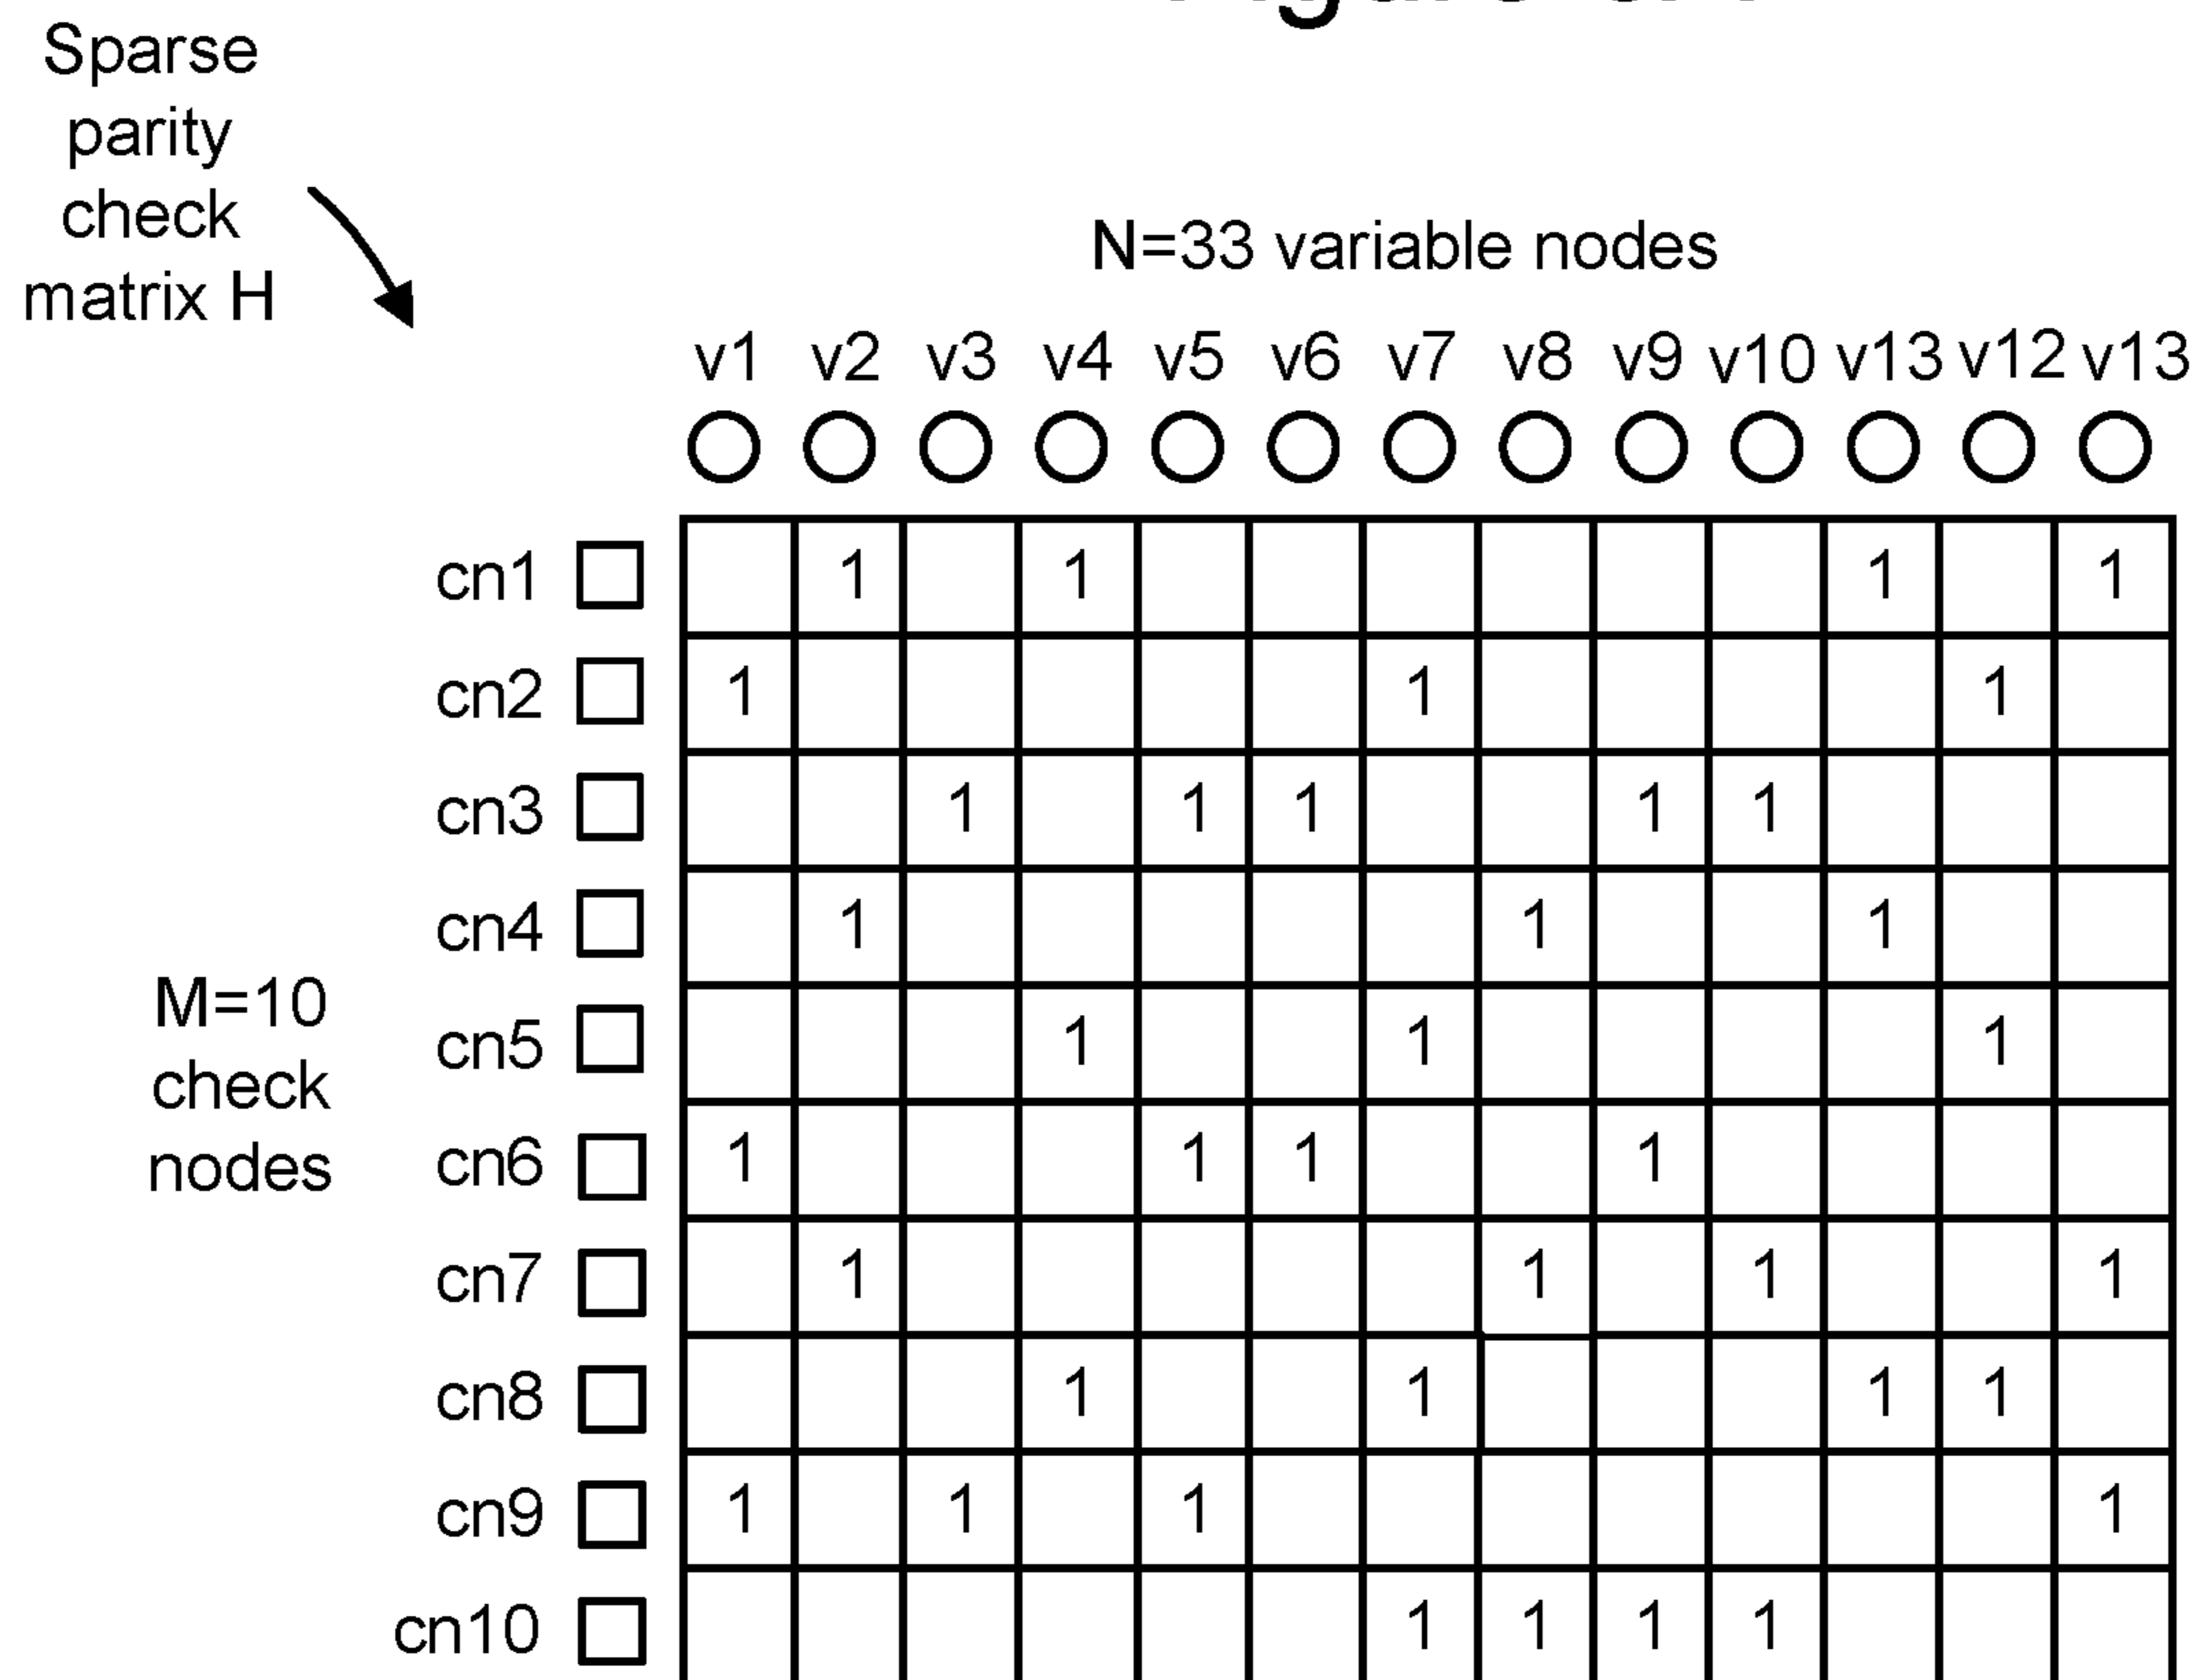 Sparse
parity
check
matrix H
N=33 variable nodes
v1 v2 v3 v4 v5 v6 v7 v8 v9 v10 v13 v12 v13
cn1 1 1 1 1
cn2 1 1 1
cn3 1 1 1 1 1
cn4 1 1 1
M=10
check
nodes
cn5 1 1 1
cn6 1 1 1 1
cn7 1 1 1 1
cn8 1 1 1 1
cn9 1 1 1 1
cn10 1 1 1 1